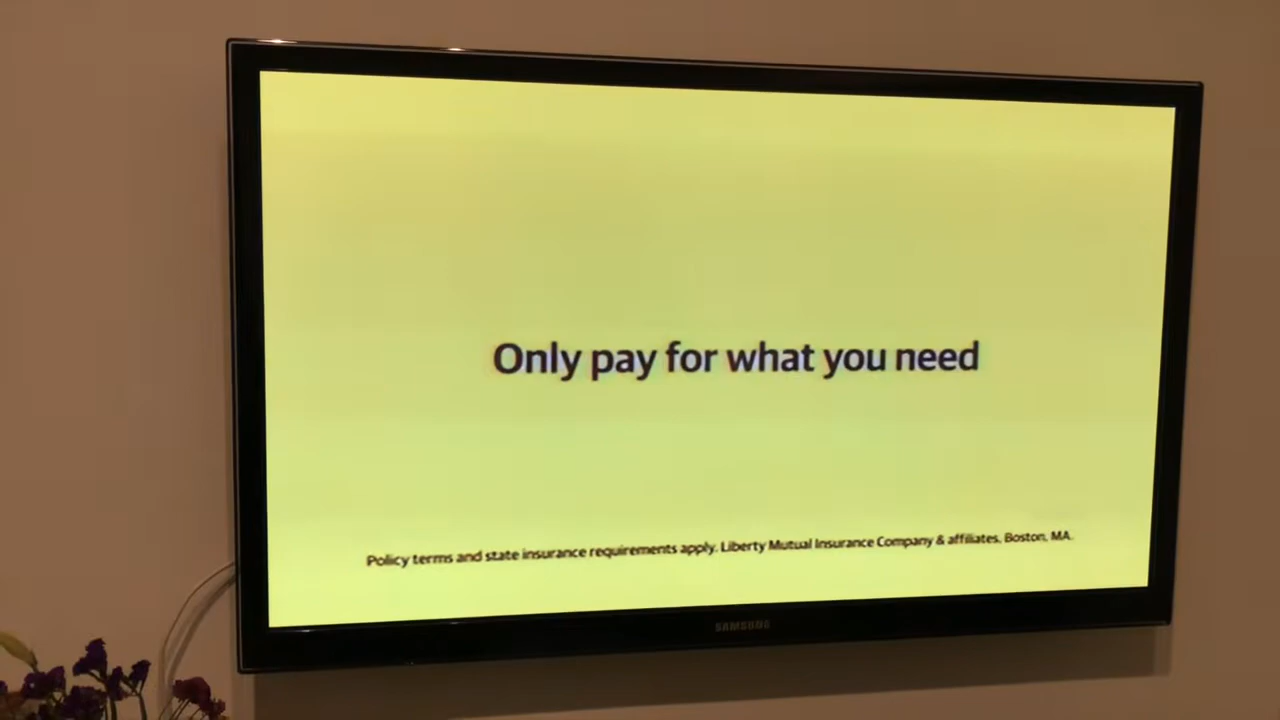 Only pay for what you need
Policy terms and state insurance requirements apply. Liberty Mutual Insurance Company & affiliates, Boston, MA.
SAMSUNG